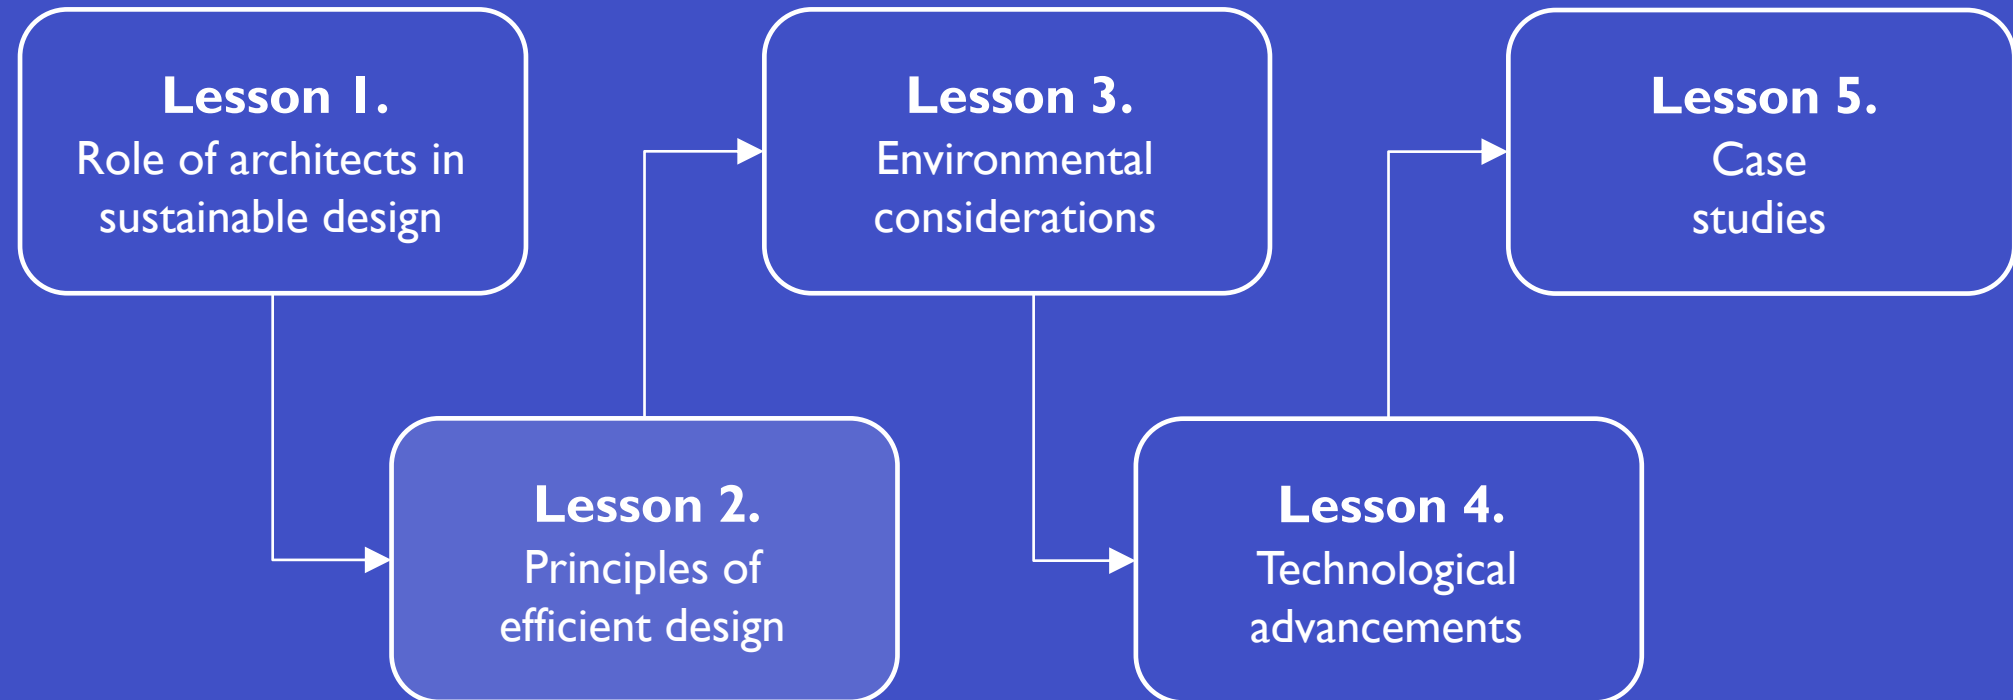 Lesson 1.
Role of architects in
sustainable design
Lesson 2.
Principles of
efficient design
Lesson 3.
Environmental
considerations
Lesson 4.
Technological
advancements
Lesson 5.
Case
studies